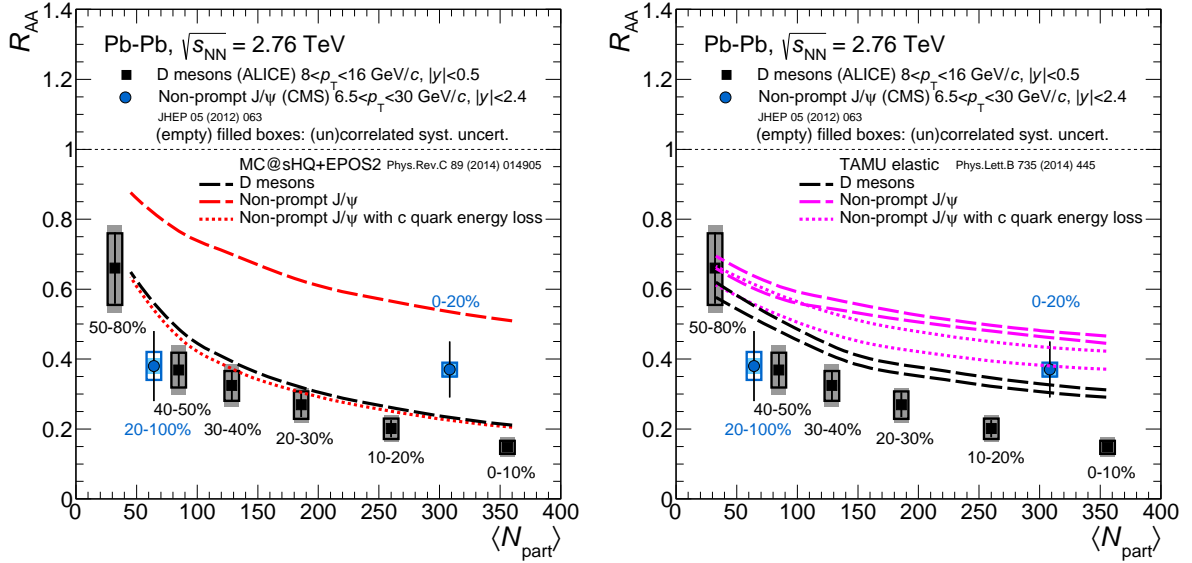 R_AA
1.4
1.2
1
0.8
0.6
0.4
0.2
0
Pb-Pb, √s_NN = 2.76 TeV
D mesons (ALICE) 8<p_T<16 GeV/c, |y|<0.5
Non-prompt J/ψ (CMS) 6.5<p_T<30 GeV/c, |y|<2.4
JHEP 05 (2012) 063
(empty) filled boxes: (un)correlated syst. uncert.
MC@sHQ+EPOS2 Phys.Rev.C 89 (2014) 014905
D mesons
Non-prompt J/ψ
Non-prompt J/ψ with c quark energy loss
0-20%
50-80%
40-50%
20-100%
30-40%
20-30%
10-20%
0-10%
0 50 100 150 200 250 300 350 400
⟨N_part⟩
R_AA
1.4
1.2
1
0.8
0.6
0.4
0.2
0
Pb-Pb, √s_NN = 2.76 TeV
D mesons (ALICE) 8<p_T<16 GeV/c, |y|<0.5
Non-prompt J/ψ (CMS) 6.5<p_T<30 GeV/c, |y|<2.4
JHEP 05 (2012) 063
(empty) filled boxes: (un)correlated syst. uncert.
TAMU elastic Phys.Lett.B 735 (2014) 445
D mesons
Non-prompt J/ψ
Non-prompt J/ψ with c quark energy loss
0-20%
50-80%
40-50%
20-100%
30-40%
20-30%
10-20%
0-10%
0 50 100 150 200 250 300 350 400
⟨N_part⟩